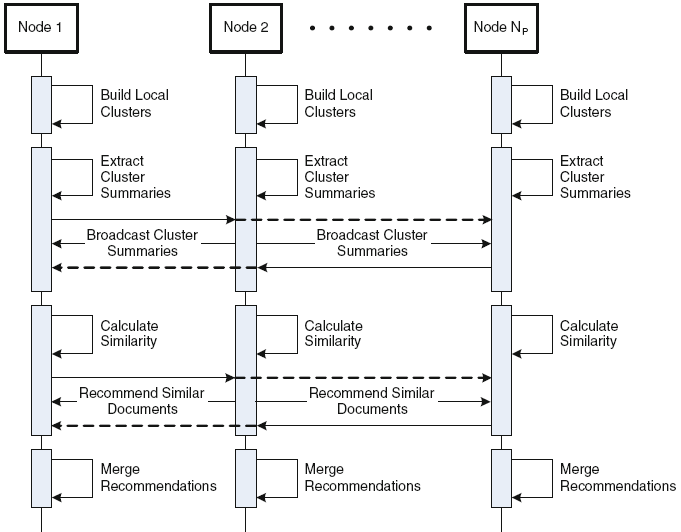 Node 1
Node 2
Node NP
Build Local
Clusters
Build Local
Clusters
Build Local
Clusters
Extract
Cluster
Summaries
Extract
Cluster
Summaries
Extract
Cluster
Summaries
Broadcast Cluster
Summaries
Broadcast Cluster
Summaries
Calculate
Similarity
Calculate
Similarity
Calculate
Similarity
Recommend Similar
Documents
Recommend Similar
Documents
Merge
Recommendations
Merge
Recommendations
Merge
Recommendations